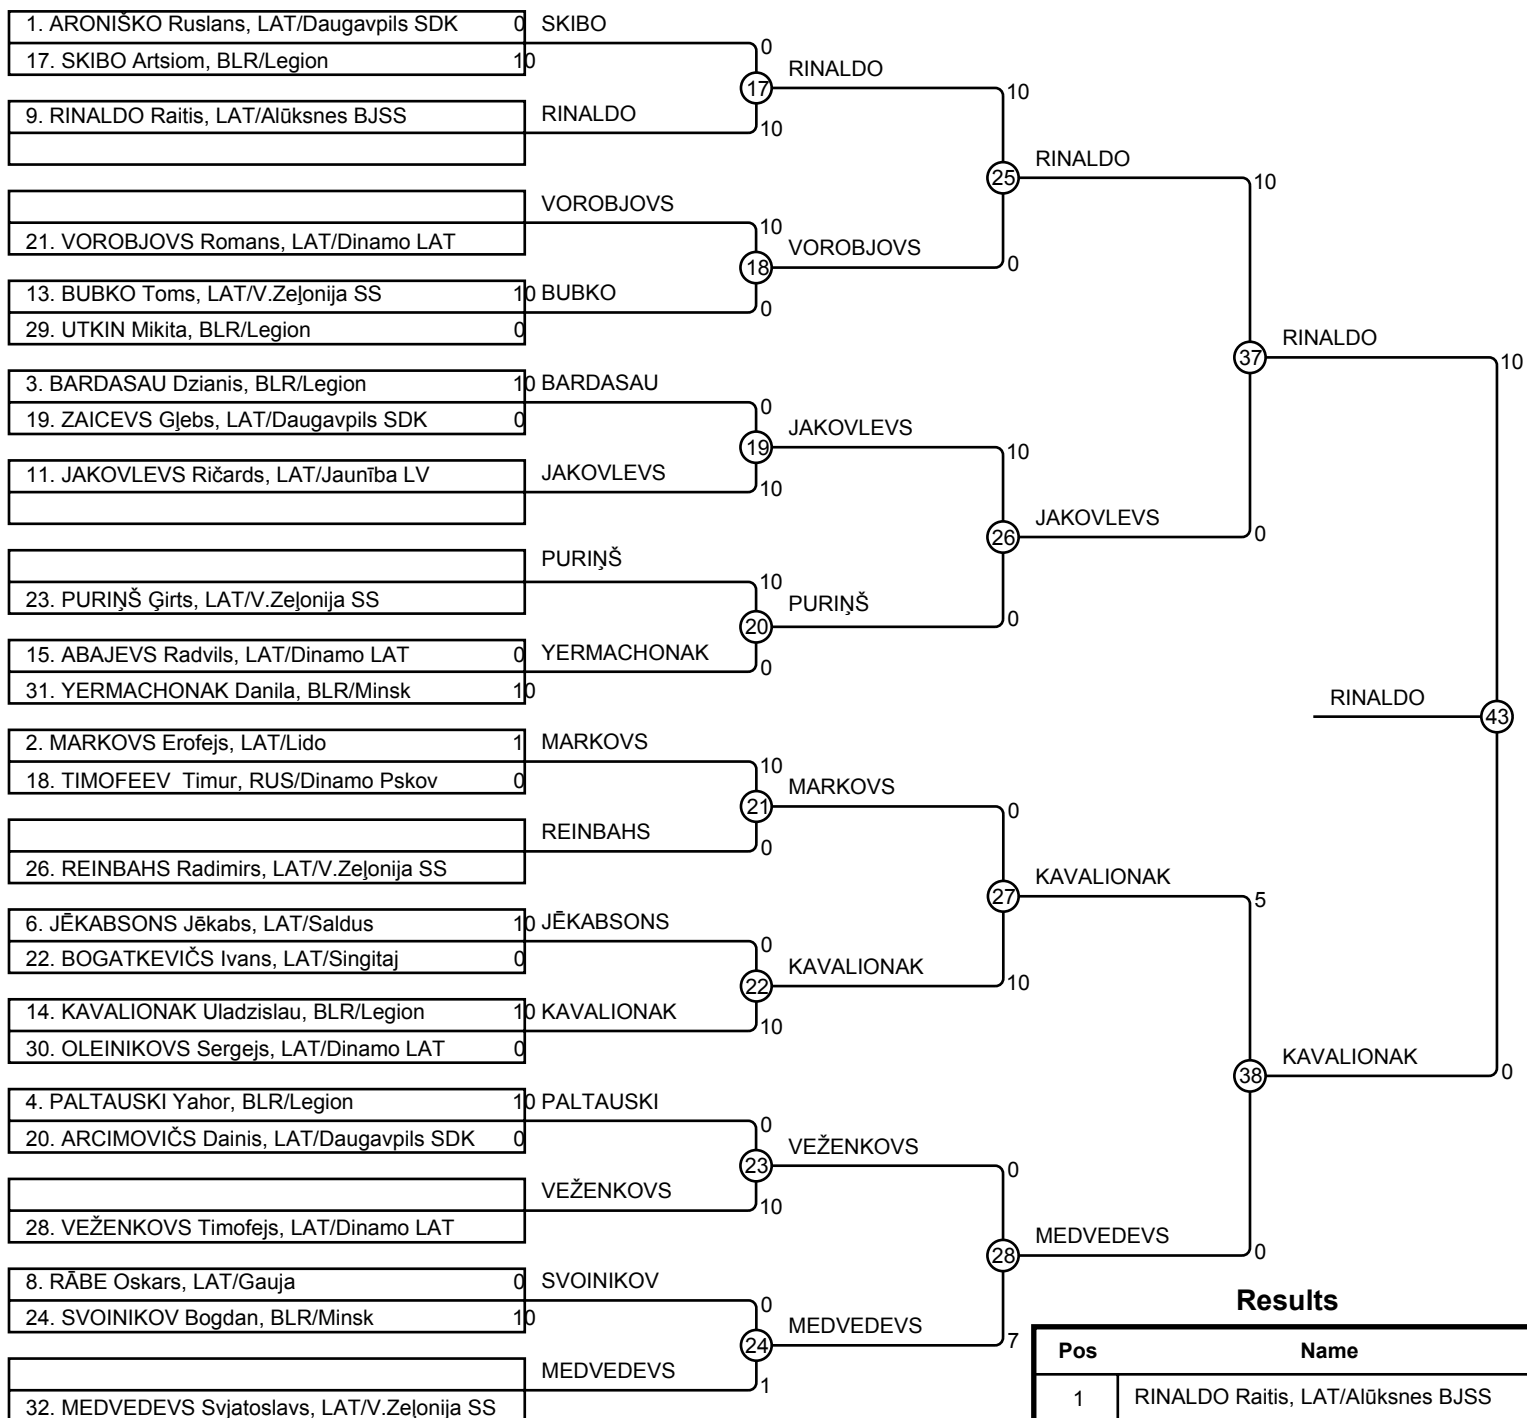 1. ARONIŠKO Ruslans, LAT/Daugavpils SDK 0 SKIBO
0
17. SKIBO Artsiom, BLR/Legion 10
RINALDO
17
10
9. RINALDO Raitis, LAT/Alūksnes BJSS RINALDO
10
RINALDO
25
10
VOROBJOVS
10
21. VOROBJOVS Romans, LAT/Dinamo LAT
VOROBJOVS
18
0
13. BUBKO Toms, LAT/V.Zeļonija SS 10 BUBKO
0
29. UTKIN Mikita, BLR/Legion 0
RINALDO
37
10
3. BARDASAU Dzianis, BLR/Legion 10 BARDASAU
0
19. ZAICEVS Gļebs, LAT/Daugavpils SDK 0
JAKOVLEVS
19
10
11. JAKOVLEVS Ričards, LAT/Jaunība LV JAKOVLEVS
10
JAKOVLEVS
26
0
PURIŅŠ
10
23. PURIŅŠ Ģirts, LAT/V.Zeļonija SS
PURIŅŠ
20
0
15. ABAJEVS Radvils, LAT/Dinamo LAT 0 YERMACHONAK
0
31. YERMACHONAK Danila, BLR/Minsk 10
RINALDO
43
2. MARKOVS Erofejs, LAT/Lido 1 MARKOVS
10
18. TIMOFEEV Timur, RUS/Dinamo Pskov 0
MARKOVS
21
0
REINBAHS
0
26. REINBAHS Radimirs, LAT/V.Zeļonija SS
KAVALIONAK
27
5
6. JĒKABSONS Jēkabs, LAT/Saldus 10 JĒKABSONS
0
22. BOGATKEVIČS Ivans, LAT/Singitaj 0
KAVALIONAK
22
10
14. KAVALIONAK Uladzislau, BLR/Legion 10 KAVALIONAK
10
30. OLEINIKOVS Sergejs, LAT/Dinamo LAT 0
KAVALIONAK
38
0
4. PALTAUSKI Yahor, BLR/Legion 10 PALTAUSKI
0
20. ARCIMOVIČS Dainis, LAT/Daugavpils SDK 0
VEŽENKOVS
23
0
VEŽENKOVS
10
28. VEŽENKOVS Timofejs, LAT/Dinamo LAT
MEDVEDEVS
28
0
8. RĀBE Oskars, LAT/Gauja 0 SVOINIKOV
0
24. SVOINIKOV Bogdan, BLR/Minsk 10
MEDVEDEVS
24
7
MEDVEDEVS
1
32. MEDVEDEVS Svjatoslavs, LAT/V.Zeļonija SS
Results
Pos Name
1 RINALDO Raitis, LAT/Alūksnes BJSS